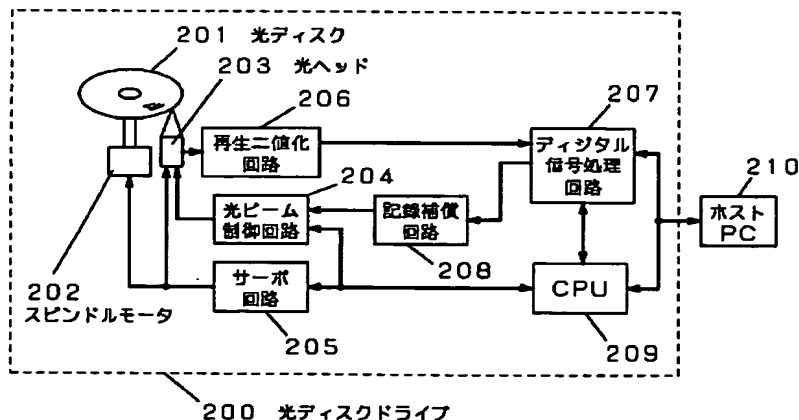 201 光ディスク
203 光ヘッド
206
207
再生二値化
回路
ディジタル
信号処理
回路
204
210
光ビーム
制御回路
記録補償
回路
ホスト
PC
208
202
スピンドルモータ
サーボ
回路
CPU
205
209
200 光ディスクドライブ